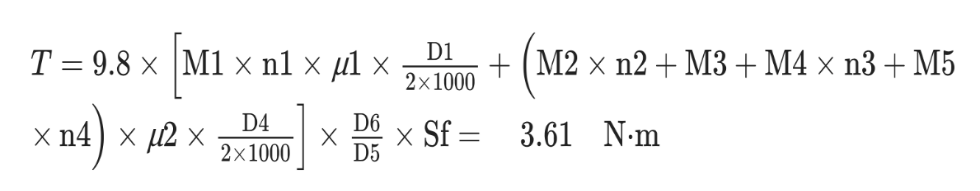 T = 9.8 × [M1 × n1 × μ1 × D1/(2×1000) + (M2 × n2 + M3 + M4 × n3 + M5
× n4) × μ2 × D4/(2×1000)] × D6/D5 × Sf = 3.61 N·m